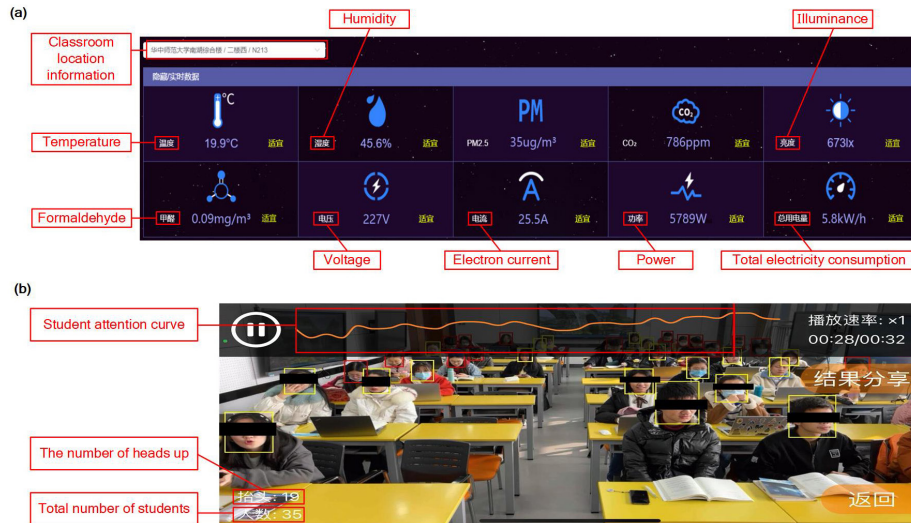 (a)
Humidity
Illuminance
Classroom
location
information
华中师范大学南湖综合楼 / 二楼西 / N213
隐藏/实时数据
°C
PM
CO₂
Temperature
温度 19.9°C 适宜
湿度 45.6% 适宜
PM2.5 35ug/m³ 适宜
CO₂ 786ppm 适宜
亮度 673lx 适宜
A
Formaldehyde
甲醛 0.09mg/m³ 适宜
电压 227V 适宜
电流 25.5A 适宜
功率 5789W 适宜
总用电量 5.8kW/h 适宜
Voltage
Electron current
Power
Total electricity consumption
(b)
Student attention curve
播放速率: ×1
00:28/00:32
结果分享
The number of heads up
抬头: 19
Total number of students
人数: 35
返回